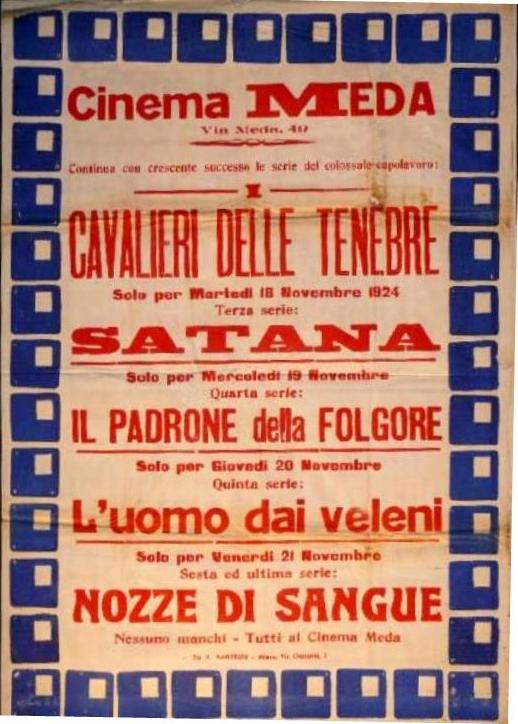 Cinema MEDA
Via Meda, 40
Continua con crescente successo le serie del colossale capolavoro:
I
CAVALIERI DELLE TENEBRE
Solo per Martedì 18 Novembre 1924
Terza serie:
SATANA
Solo per Mercoledì 19 Novembre
Quarta serie:
IL PADRONE della FOLGORE
Solo per Giovedì 20 Novembre
Quinta serie:
L'uomo dai veleni
Solo per Venerdì 21 Novembre
Sesta ed ultima serie:
NOZZE DI SANGUE
Nessuno manchi - Tutti al Cinema Meda
Milano, Via